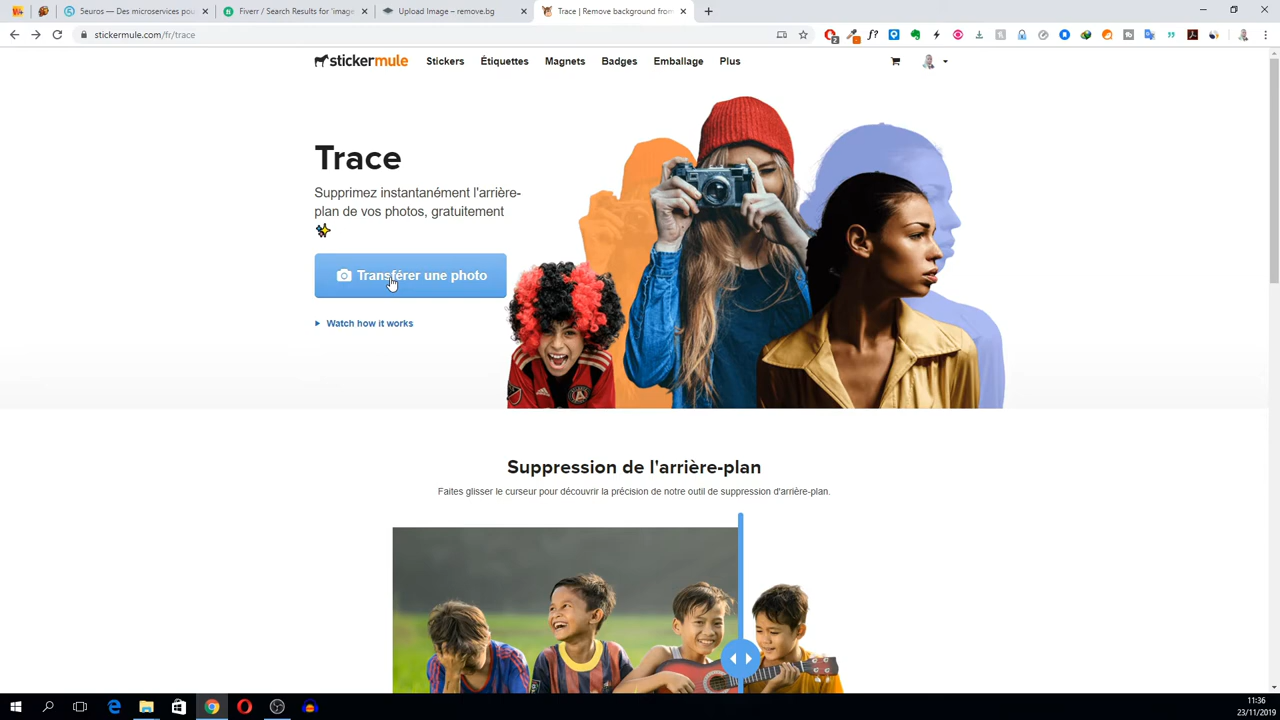 5euros — Des microservices pou
Fiverr / Search Results for 'image
Upload Image – remove.bg
Trace | Remove background from
stickermule.com/fr/trace
stickermule
Stickers
Étiquettes
Magnets
Badges
Emballage
Plus
Trace
Supprimez instantanément l'arrière-
plan de vos photos, gratuitement
Transférer une photo
Watch how it works
Suppression de l'arrière-plan
Faites glisser le curseur pour découvrir la précision de notre outil de suppression d'arrière-plan.
11:36
23/11/2019